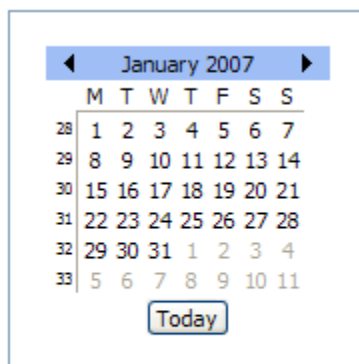 January 2007
M T W T F S S
28 1 2 3 4 5 6 7
29 8 9 10 11 12 13 14
30 15 16 17 18 19 20 21
31 22 23 24 25 26 27 28
32 29 30 31 1 2 3 4
33 5 6 7 8 9 10 11
Today